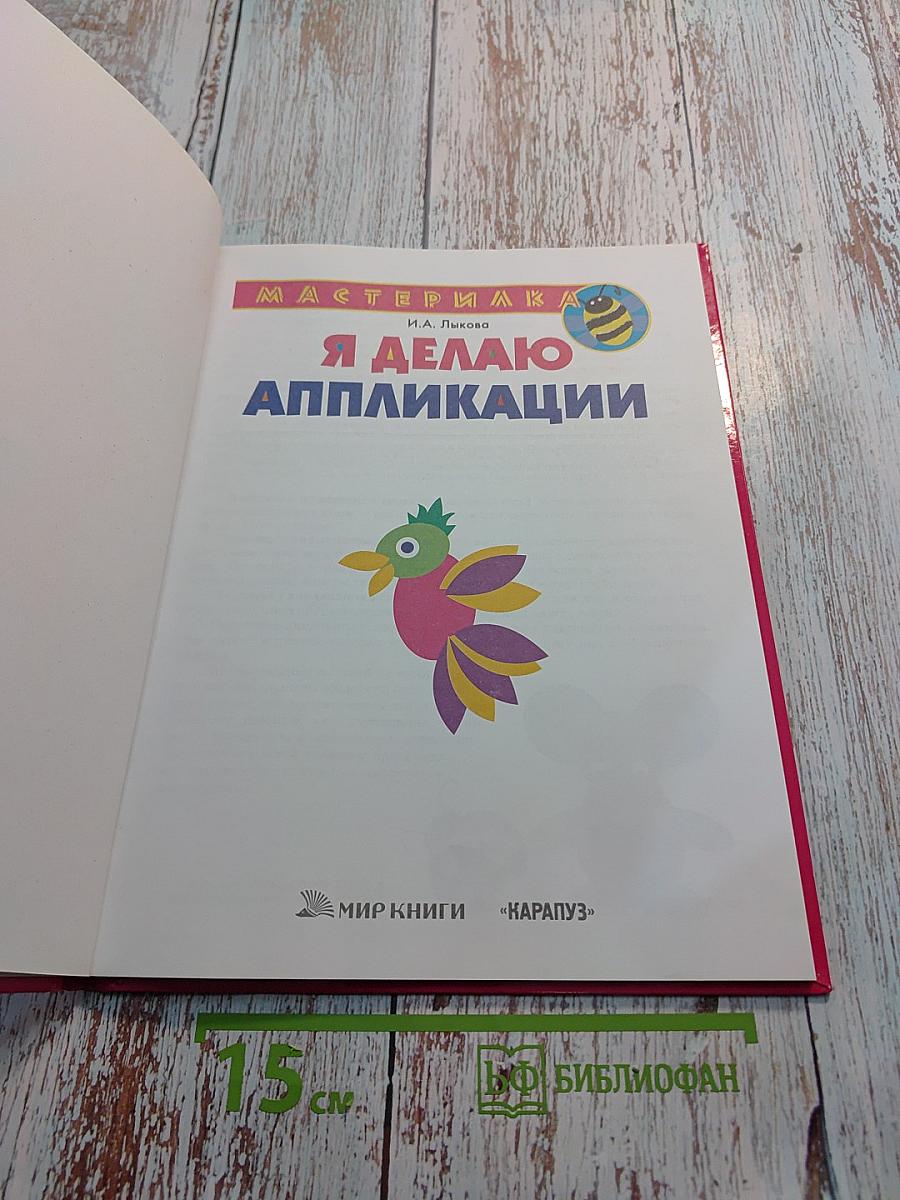 МАСТЕРИЛКА
И.А. Лыкова
Я ДЕЛАЮ
АППЛИКАЦИИ
МИР КНИГИ «КАРАПУЗ»
15 см БФ БИБЛИОФАН